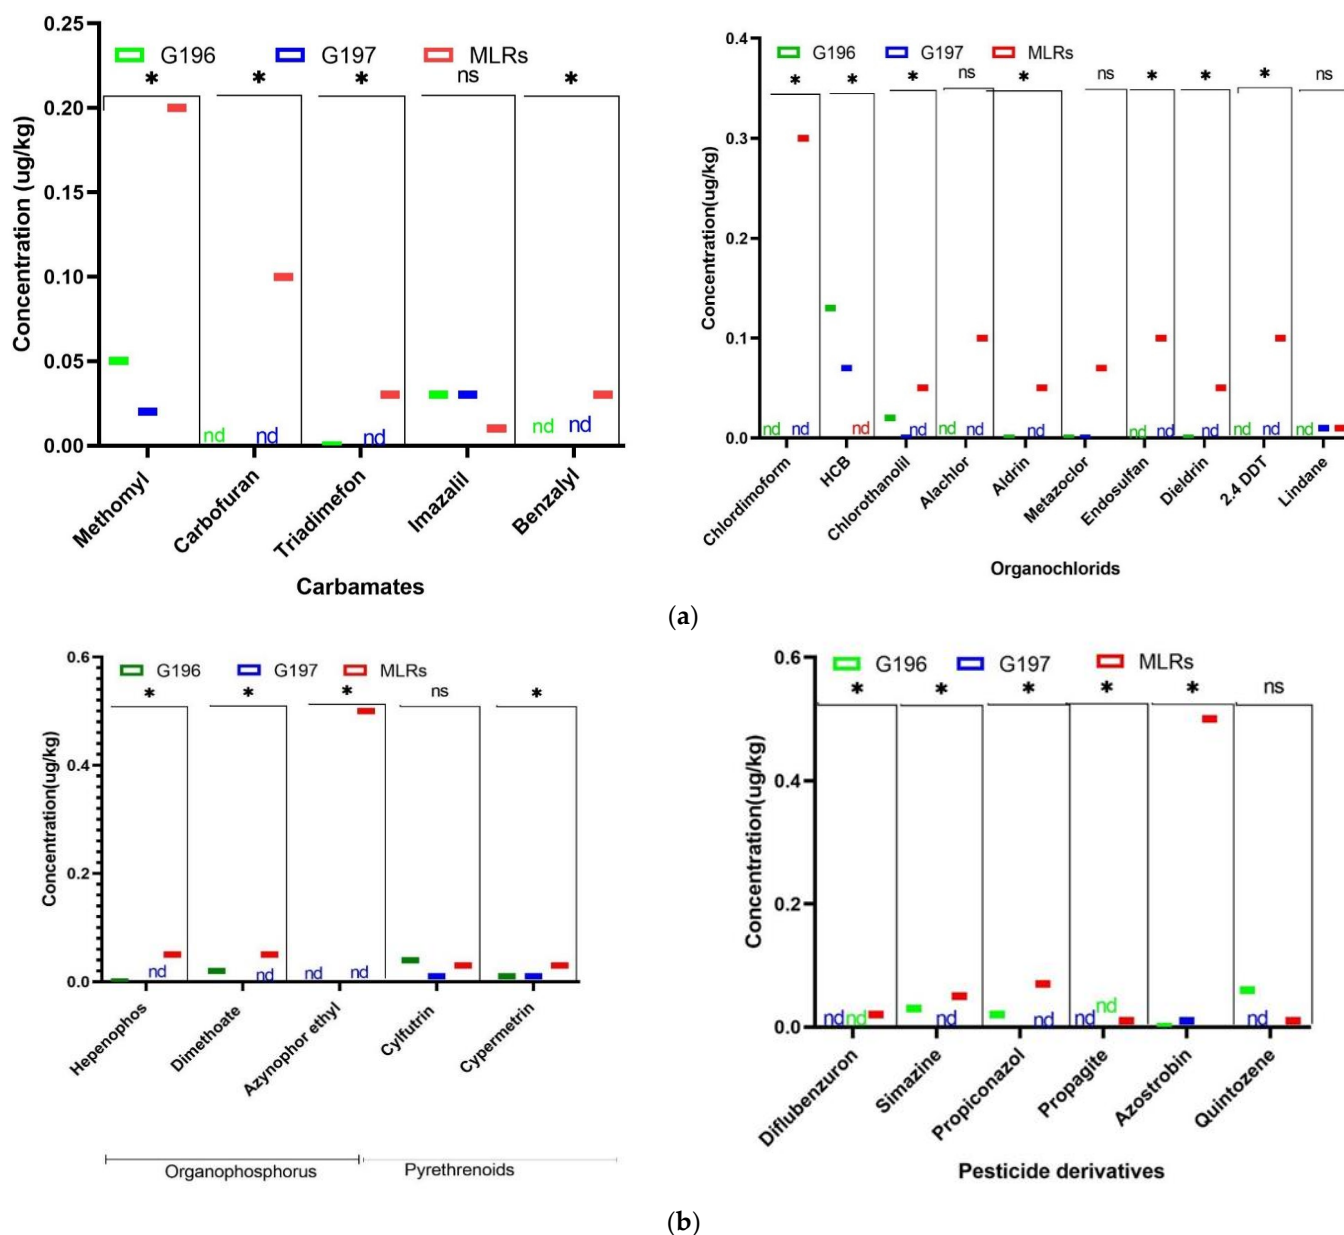 G196 G197 MLRs
* * * ns *
Concentration (ug/kg)
0.25
0.20
0.15
0.10
0.05
0.00
nd nd nd nd nd
Methomyl
Carbofuran
Triadimefon
Imazalil
Benzalyl
Carbamates
G196 G197 MLRs
* * * ns * ns * * * ns
Concentration(ug/kg)
0.4
0.3
0.2
0.1
0.0
nd nd nd nd nd nd nd nd nd nd nd nd
Chlordimoform
HCB
Chlorothanolil
Alachlor
Aldrin
Metazoclor
Endosulfan
Dieldrin
2.4 DDT
Lindane
Organochlorids
(a)
G196 G197 MLRs
* * * ns *
Concentration(ug/kg)
0.6
0.4
0.2
0.0
nd nd nd nd
Hepenophos
Dimethoate
Azynophor ethyl
Cylfutrin
Cypermetrin
Organophosphorus Pyrethrenoids
G196 G197 MLRs
* * * * * ns
Concentration(ug/kg)
0.6
0.4
0.2
0.0
nd nd nd nd nd nd nd
Diflubenzuron
Simazine
Propiconazol
Propagite
Azostrobin
Quintozene
Pesticide derivatives
(b)